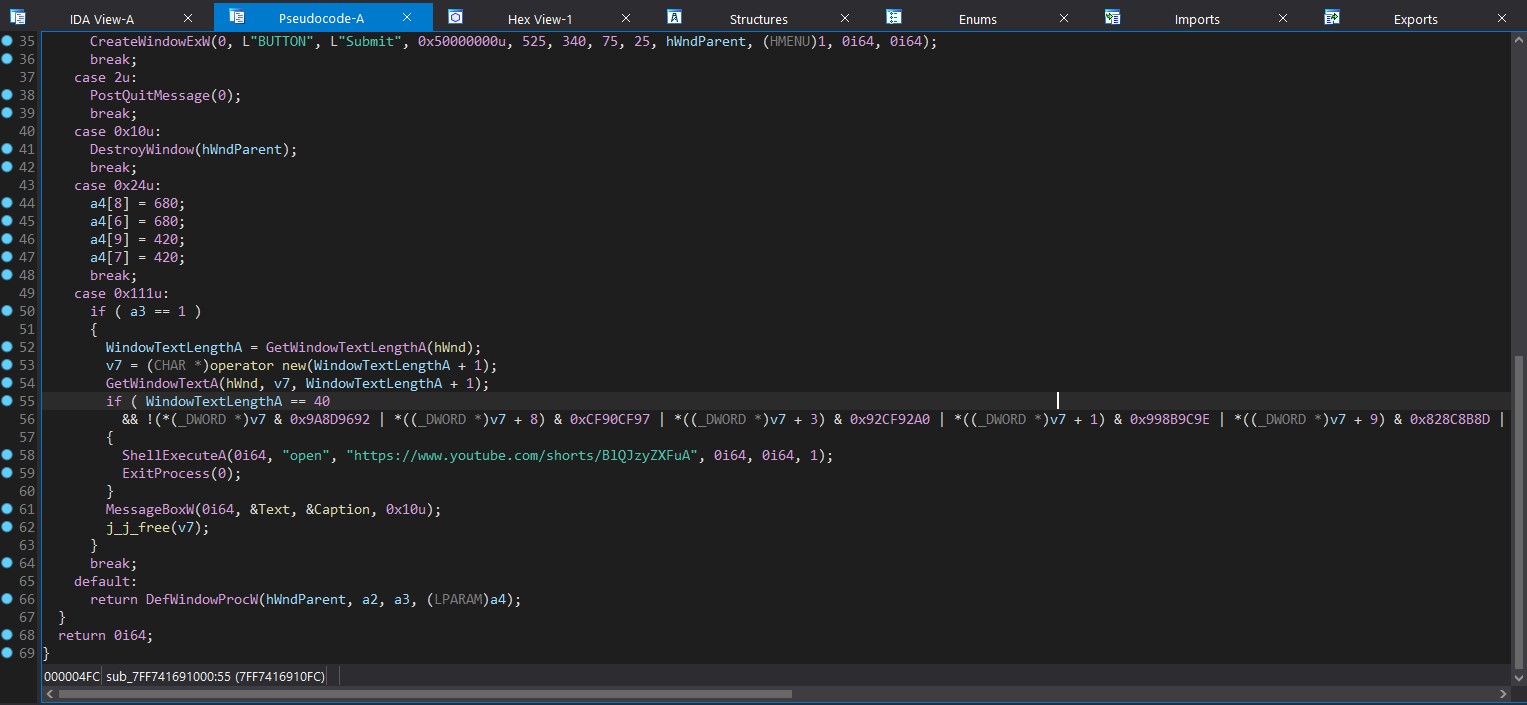 IDA View-A Pseudocode-A Hex View-1 Structures Enums Imports Exports
35 CreateWindowExW(0, L"BUTTON", L"Submit", 0x50000000u, 525, 340, 75, 25, hWndParent, (HMENU)1, 0i64, 0i64);
36 break;
37 case 2u:
38 PostQuitMessage(0);
39 break;
40 case 0x10u:
41 DestroyWindow(hWndParent);
42 break;
43 case 0x24u:
44 a4[8] = 680;
45 a4[6] = 680;
46 a4[9] = 420;
47 a4[7] = 420;
48 break;
49 case 0x111u:
50 if ( a3 == 1 )
51 {
52 WindowTextLengthA = GetWindowTextLengthA(hWnd);
53 v7 = (CHAR *)operator new(WindowTextLengthA + 1);
54 GetWindowTextA(hWnd, v7, WindowTextLengthA + 1);
55 if ( WindowTextLengthA == 40
56 && !(*(_DWORD *)v7 & 0x9A8D9692 | *((_DWORD *)v7 + 8) & 0xCF90CF97 | *((_DWORD *)v7 + 3) & 0x92CF92A0 | *((_DWORD *)v7 + 1) & 0x998B9C9E | *((_DWORD *)v7 + 9) & 0x828C8B8D |
57 {
58 ShellExecuteA(0i64, "open", "https://www.youtube.com/shorts/BlQJzyZXFuA", 0i64, 0i64, 1);
59 ExitProcess(0);
60 }
61 MessageBoxW(0i64, &Text, &Caption, 0x10u);
62 j_j_free(v7);
63 }
64 break;
65 default:
66 return DefWindowProcW(hWndParent, a2, a3, (LPARAM)a4);
67 }
68 return 0i64;
69 }
000004FC sub_7FF741691000:55 (7FF7416910FC)